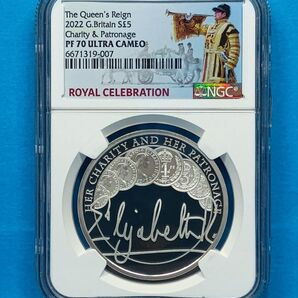 The Queen's Reign
2022 G.Britain S£5
Charity & Patronage
PF 70 ULTRA CAMEO
6671319-007
ROYAL CELEBRATION
NGC
HER CHARITY AND HER PATRONAGE
Elizabeth R